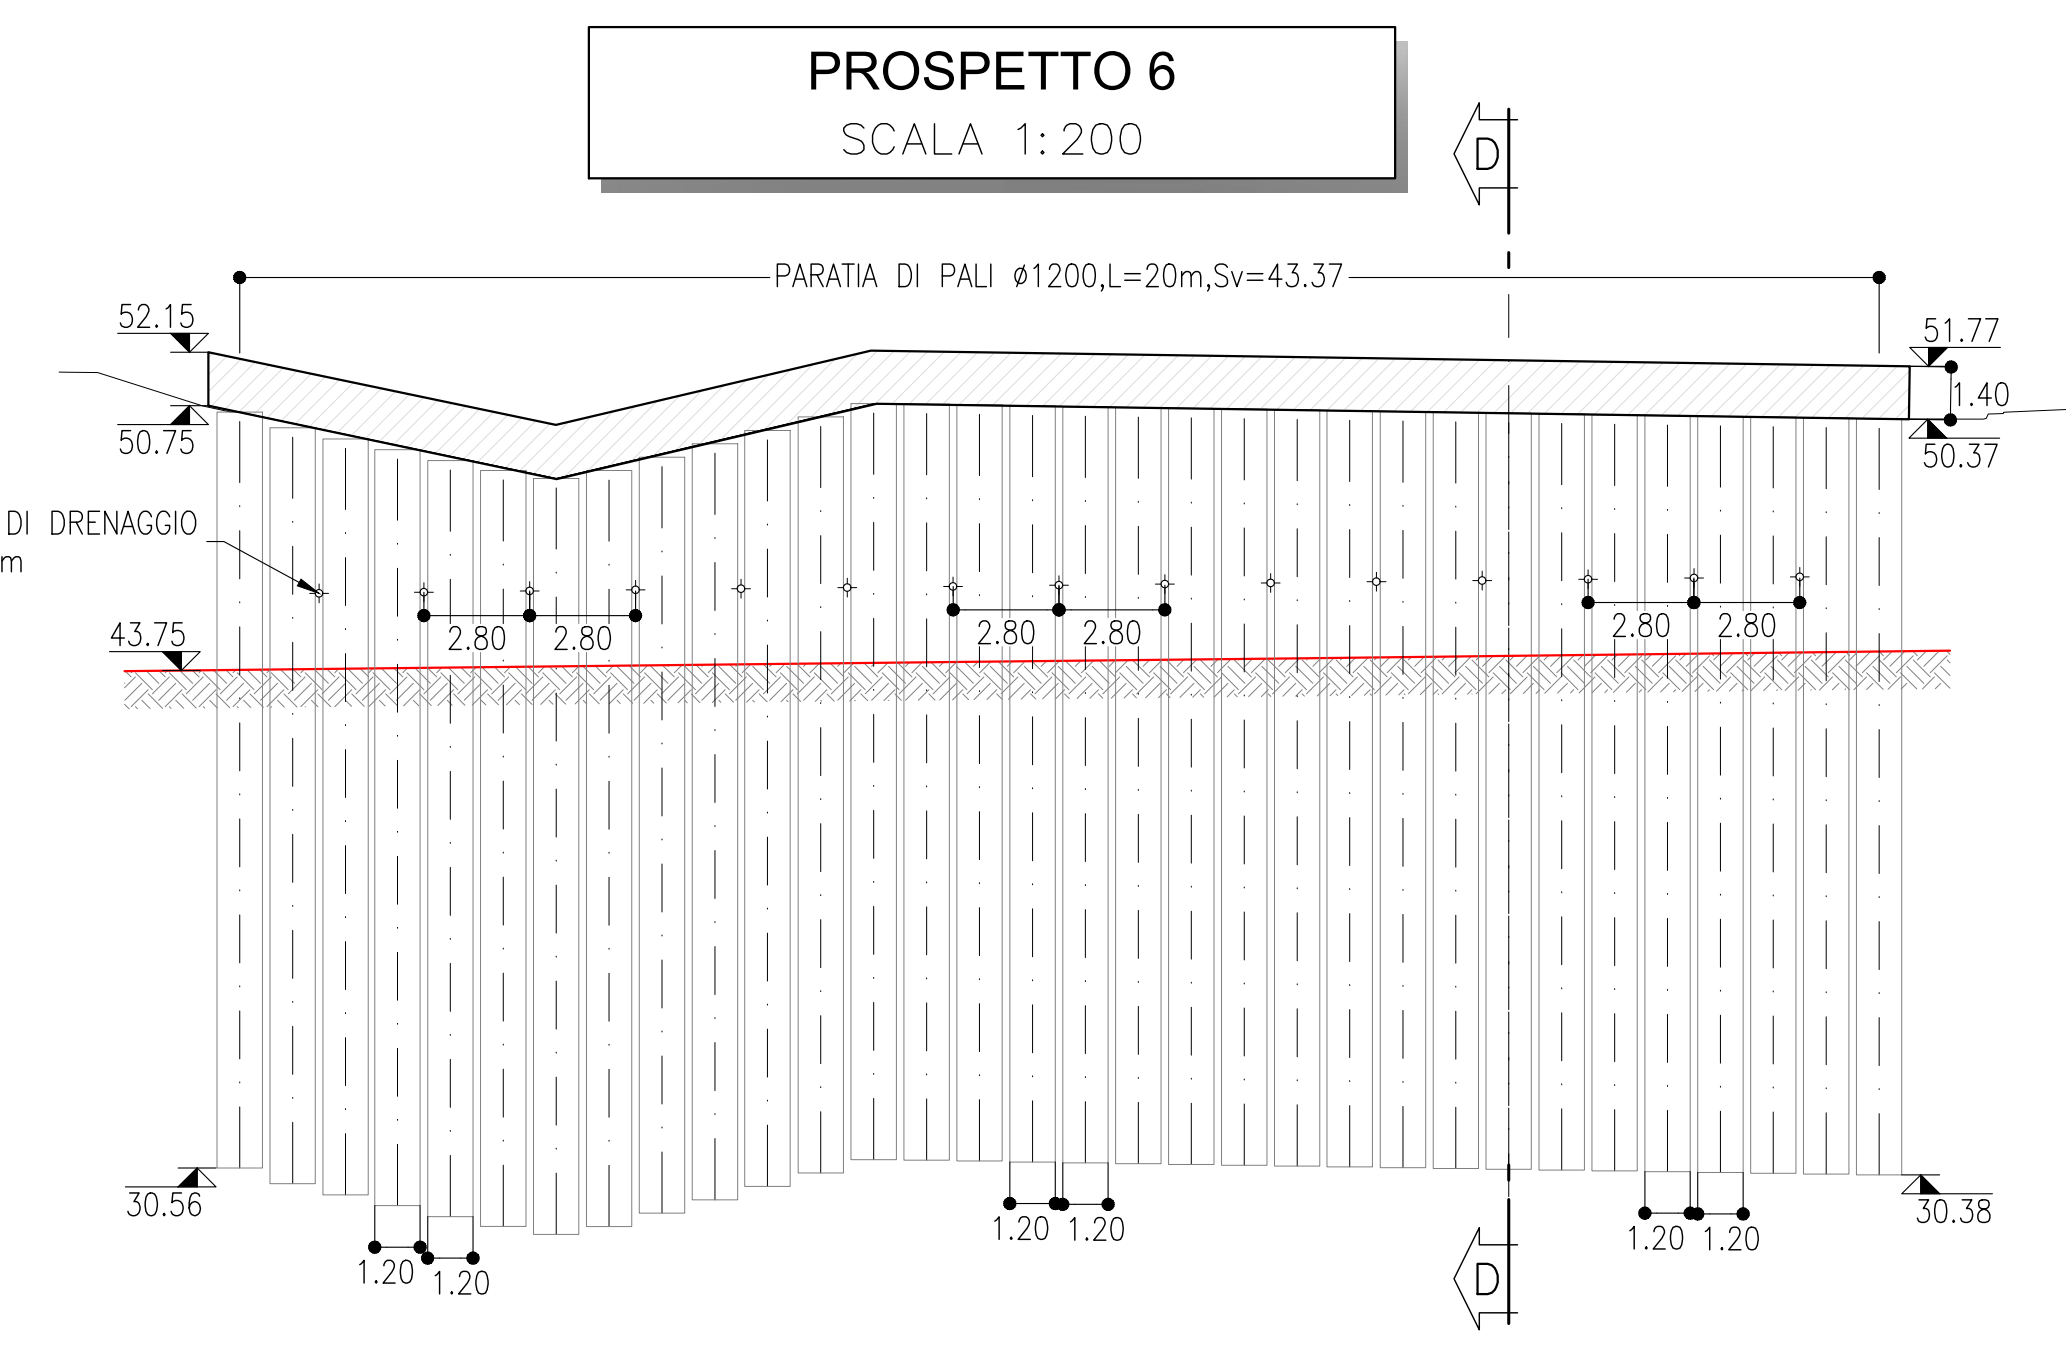 PROSPETTO 6
SCALA 1:200
D
PARATIA DI PALI ø1200,L=20m,Sv=43.37
52.15
51.77
1.40
50.75
50.37
DI DRENAGGIO
m
43.75
2.80
2.80
2.80
2.80
2.80
2.80
30.56
30.38
1.20
1.20
1.20
1.20
1.20
1.20
D